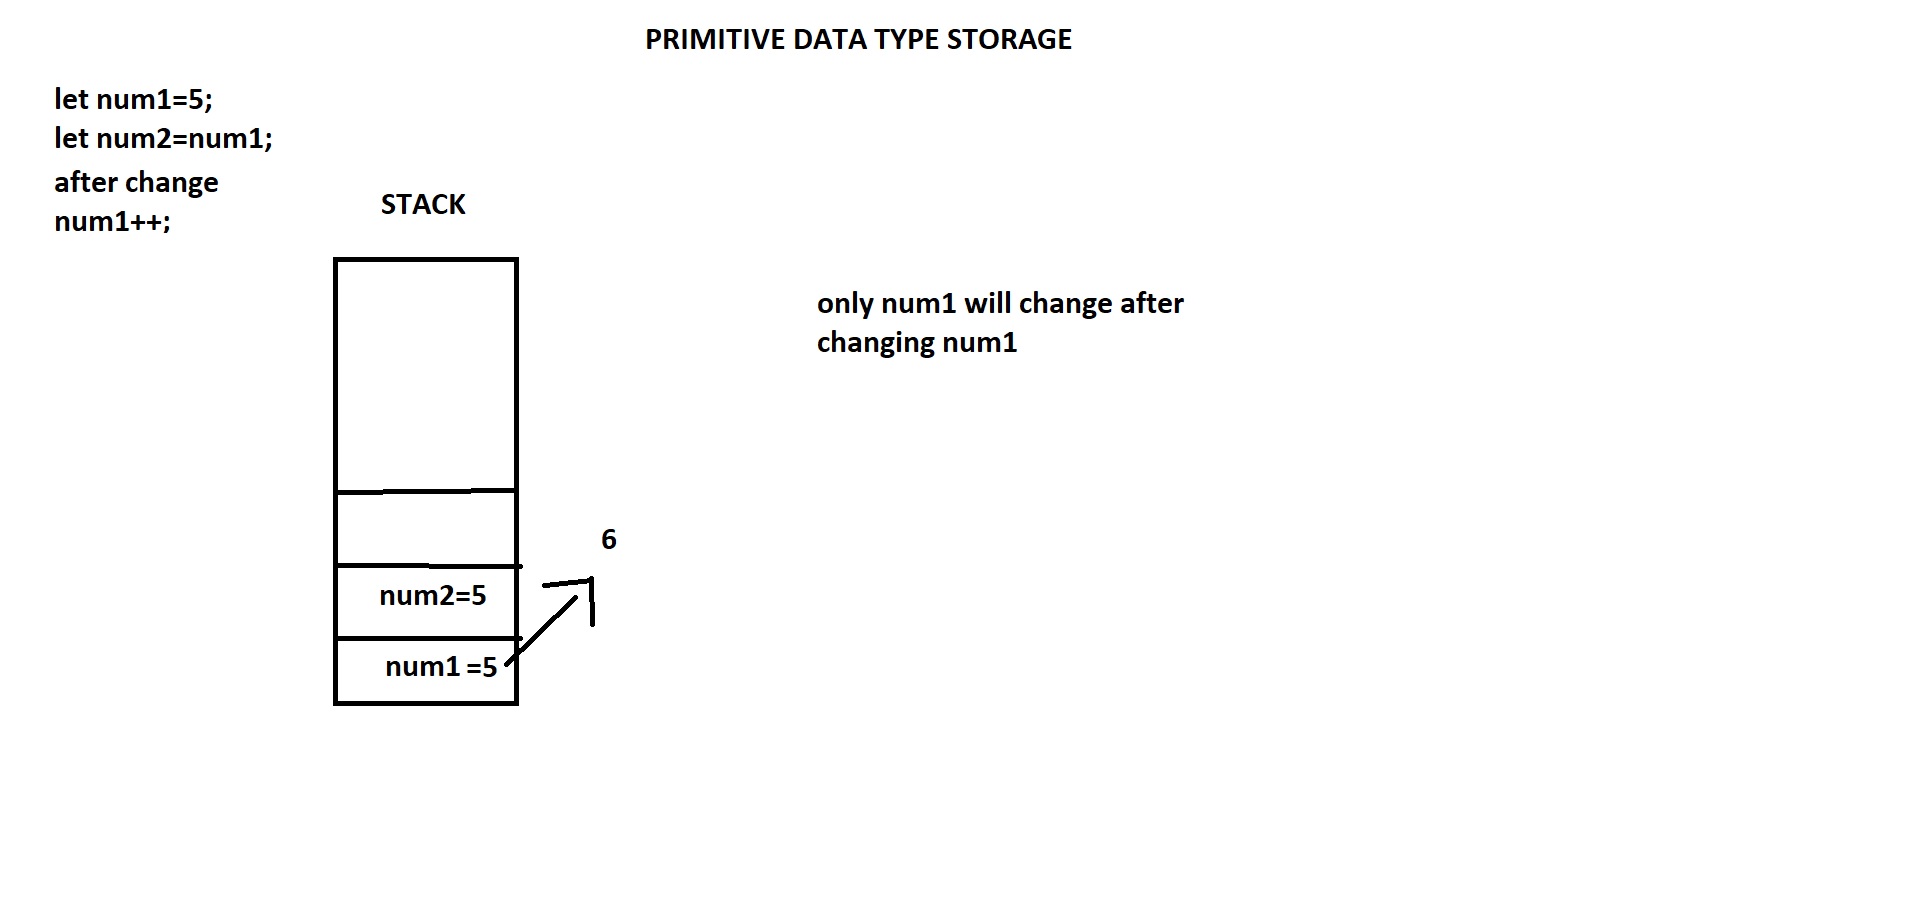 PRIMITIVE DATA TYPE STORAGE
let num1=5;
let num2=num1;
after change
num1++;
STACK
only num1 will change after
changing num1
6
num2=5
num1 =5